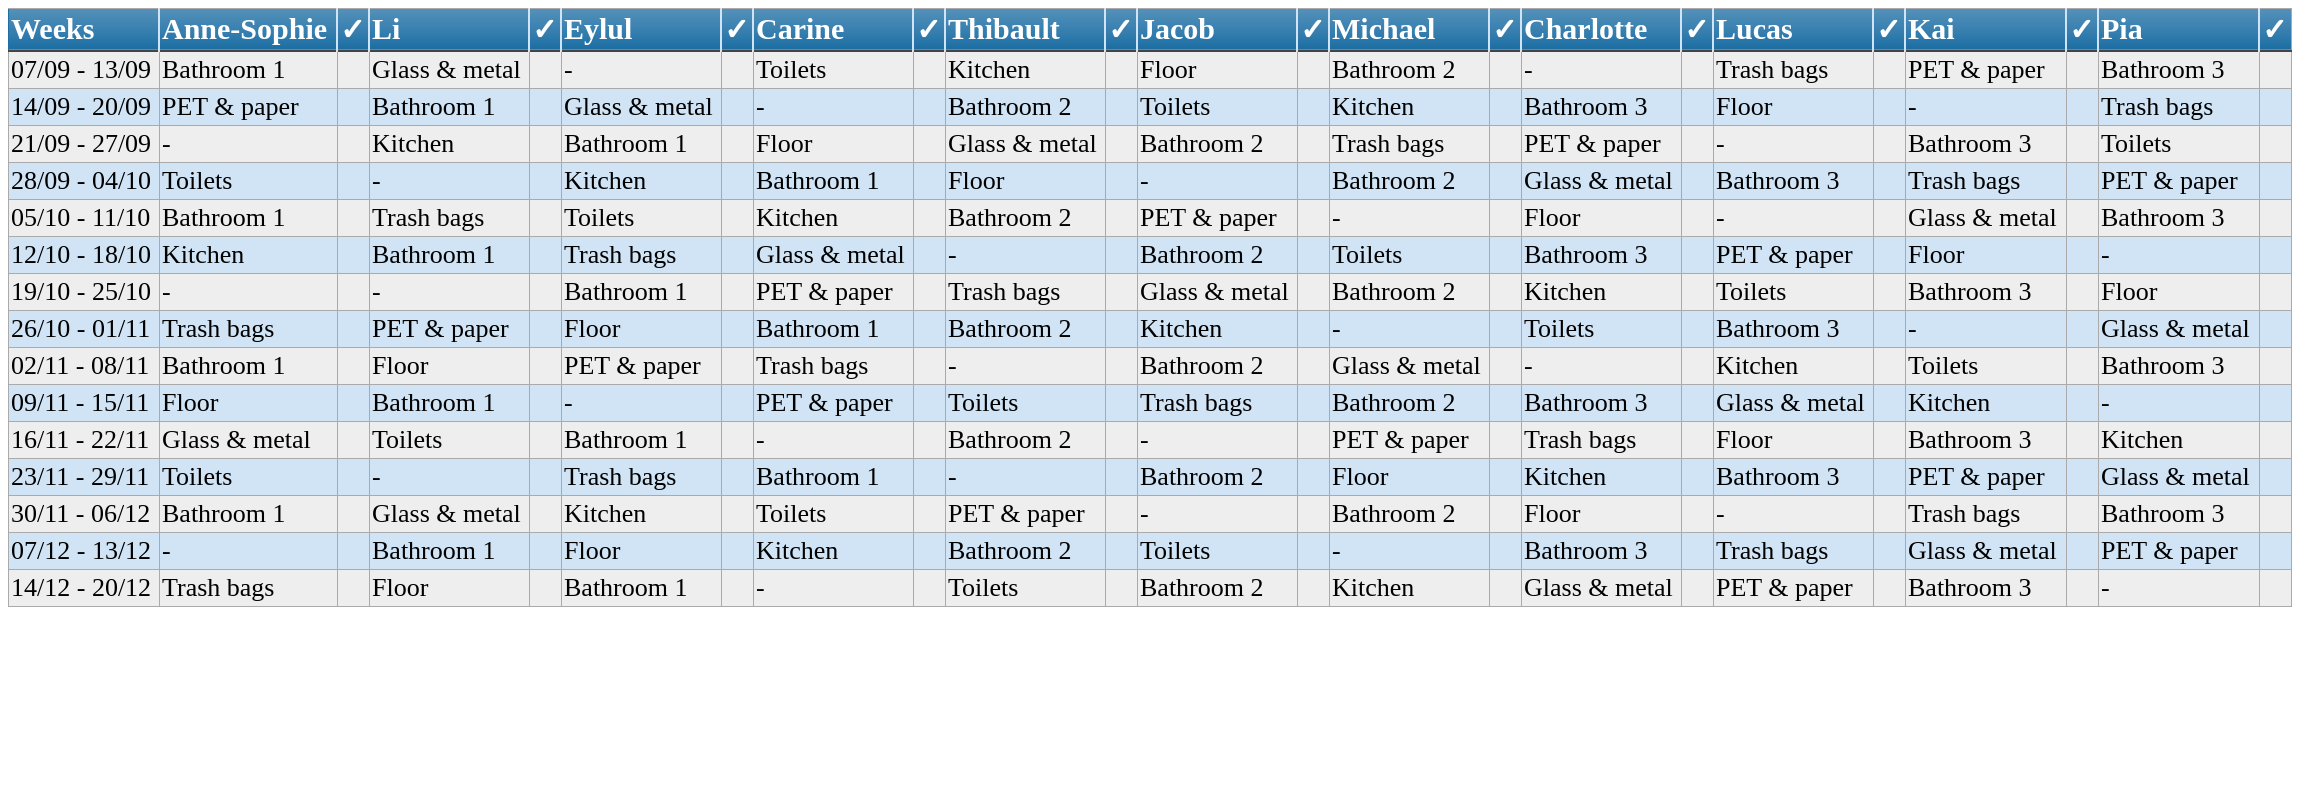 Weeks Anne-Sophie ✓ Li ✓ Eylul ✓ Carine ✓ Thibault ✓ Jacob ✓ Michael ✓ Charlotte ✓ Lucas ✓ Kai ✓ Pia ✓
07/09 - 13/09 Bathroom 1 Glass & metal - Toilets Kitchen Floor Bathroom 2 - Trash bags PET & paper Bathroom 3
14/09 - 20/09 PET & paper Bathroom 1 Glass & metal - Bathroom 2 Toilets Kitchen Bathroom 3 Floor - Trash bags
21/09 - 27/09 - Kitchen Bathroom 1 Floor Glass & metal Bathroom 2 Trash bags PET & paper - Bathroom 3 Toilets
28/09 - 04/10 Toilets - Kitchen Bathroom 1 Floor - Bathroom 2 Glass & metal Bathroom 3 Trash bags PET & paper
05/10 - 11/10 Bathroom 1 Trash bags Toilets Kitchen Bathroom 2 PET & paper - Floor - Glass & metal Bathroom 3
12/10 - 18/10 Kitchen Bathroom 1 Trash bags Glass & metal - Bathroom 2 Toilets Bathroom 3 PET & paper Floor -
19/10 - 25/10 - - Bathroom 1 PET & paper Trash bags Glass & metal Bathroom 2 Kitchen Toilets Bathroom 3 Floor
26/10 - 01/11 Trash bags PET & paper Floor Bathroom 1 Bathroom 2 Kitchen - Toilets Bathroom 3 - Glass & metal
02/11 - 08/11 Bathroom 1 Floor PET & paper Trash bags - Bathroom 2 Glass & metal - Kitchen Toilets Bathroom 3
09/11 - 15/11 Floor Bathroom 1 - PET & paper Toilets Trash bags Bathroom 2 Bathroom 3 Glass & metal Kitchen -
16/11 - 22/11 Glass & metal Toilets Bathroom 1 - Bathroom 2 - PET & paper Trash bags Floor Bathroom 3 Kitchen
23/11 - 29/11 Toilets - Trash bags Bathroom 1 - Bathroom 2 Floor Kitchen Bathroom 3 PET & paper Glass & metal
30/11 - 06/12 Bathroom 1 Glass & metal Kitchen Toilets PET & paper - Bathroom 2 Floor - Trash bags Bathroom 3
07/12 - 13/12 - Bathroom 1 Floor Kitchen Bathroom 2 Toilets - Bathroom 3 Trash bags Glass & metal PET & paper
14/12 - 20/12 Trash bags Floor Bathroom 1 - Toilets Bathroom 2 Kitchen Glass & metal PET & paper Bathroom 3 -